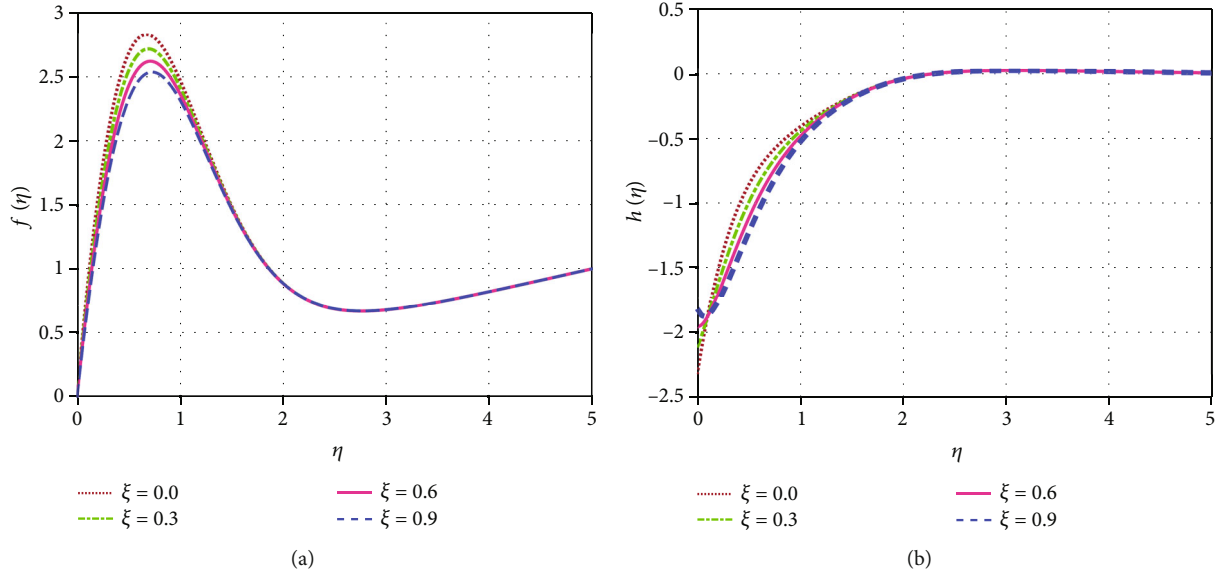 3
2.5
2
1.5
1
0.5
0
f (η)
0 1 2 3 4 5
η
ξ = 0.0
ξ = 0.3
ξ = 0.6
ξ = 0.9
(a)
0.5
0
−0.5
−1
−1.5
−2
−2.5
h (η)
0 1 2 3 4 5
η
ξ = 0.0
ξ = 0.3
ξ = 0.6
ξ = 0.9
(b)